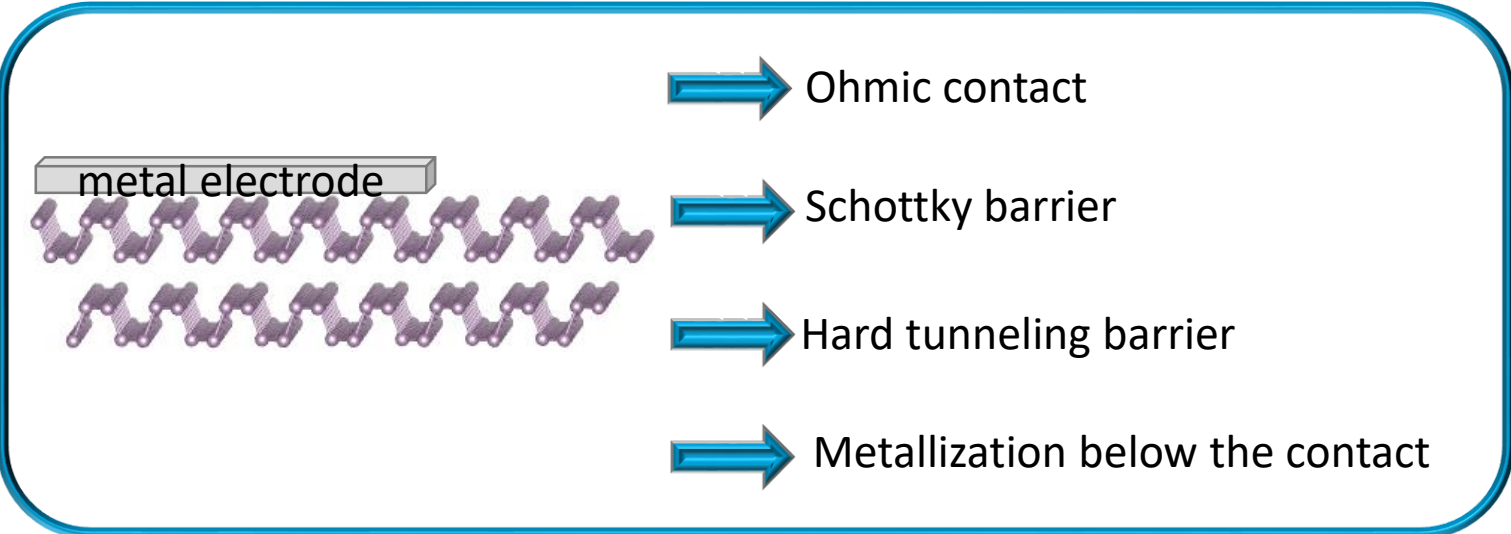 Ohmic contact
metal electrode
Schottky barrier
Hard tunneling barrier
Metallization below the contact